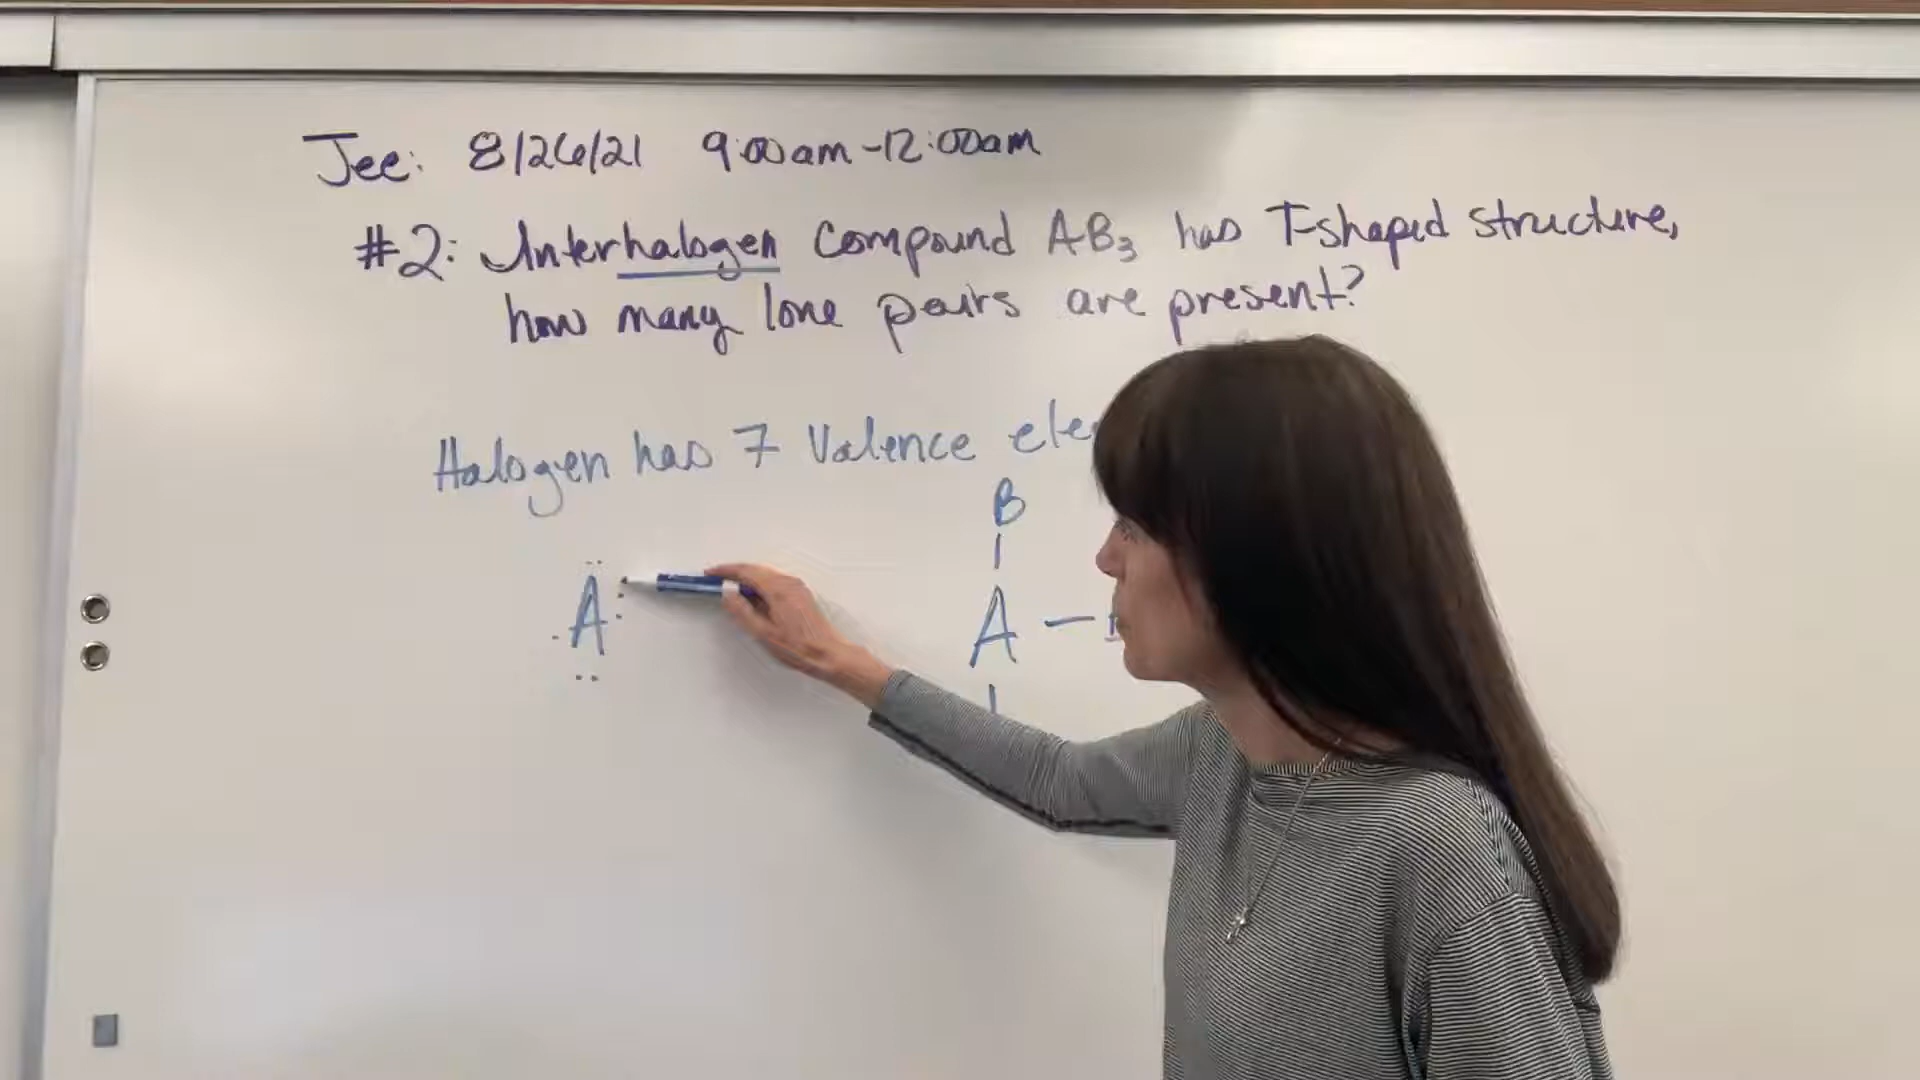 Jee: 8/26/21 9:00am-12:00am
#2: Interhalogen Compound AB₃ has T-shaped structure,
how many lone pairs are present?
Halogen has 7 Valence
B
A
A —